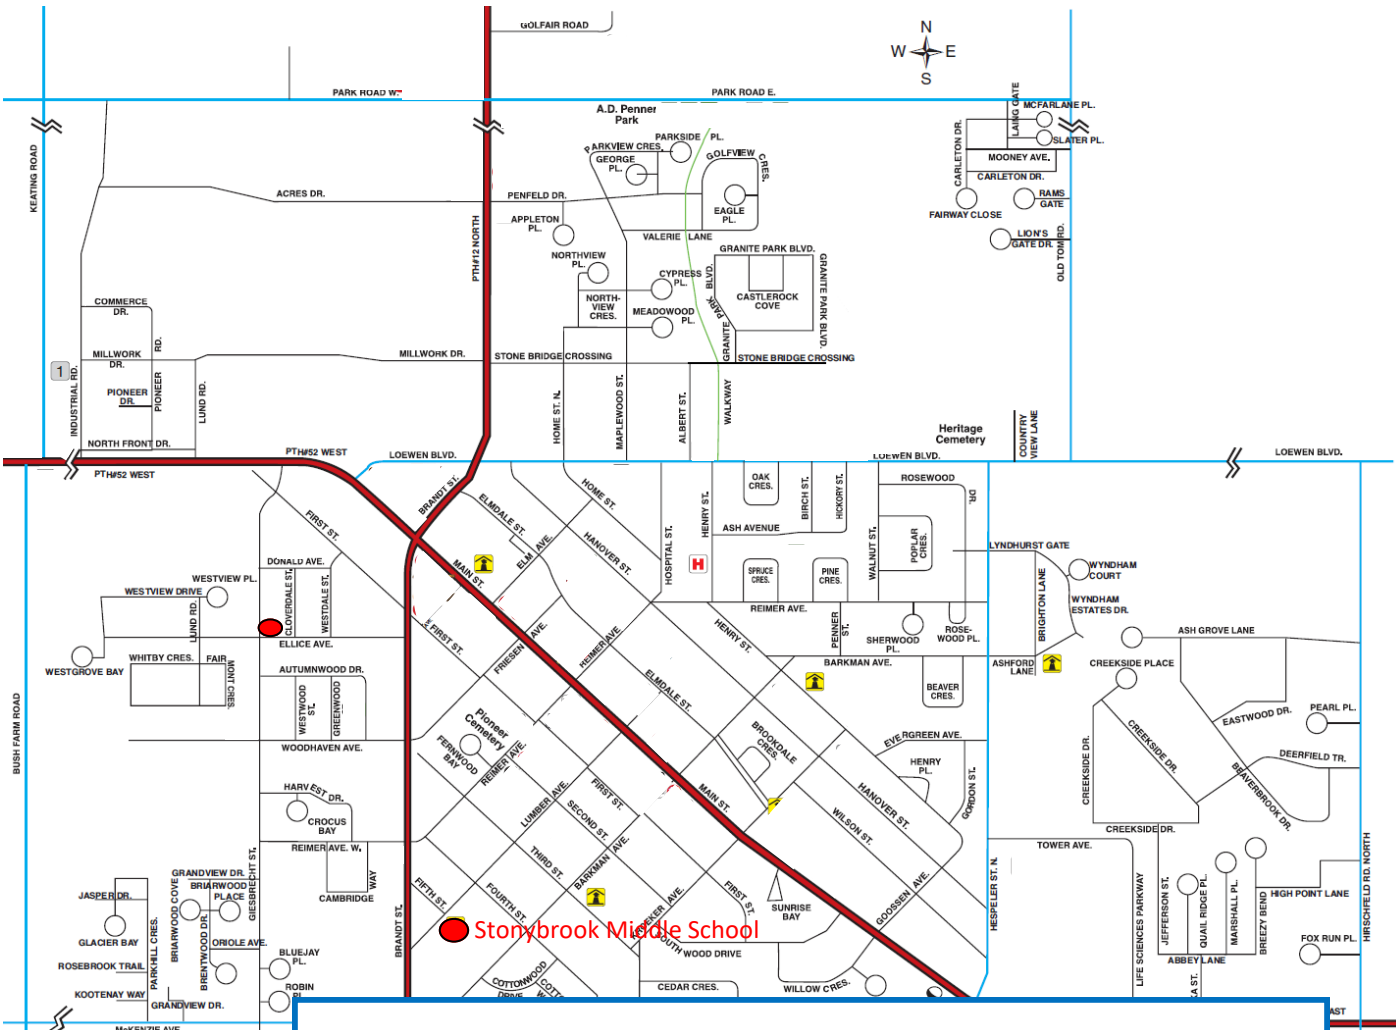 GOLFAIR ROAD
N
W E
S
PARK ROAD W.
PARK ROAD E.
A.D. Penner
Park
LAING GATE
MCFARLANE PL.
SLATER PL.
MOONEY AVE.
CARLETON DR.
CARLETON DR.
RAMS
GATE
FAIRWAY CLOSE
LION'S
GATE DR.
OLD TOM RD.
KEATING ROAD
ACRES DR.
PENFELD DR.
PARKVIEW CRES.
PARKSIDE PL.
GEORGE
PL.
GOLFVIEW
CRES.
EAGLE
PL.
APPLETON
PL.
VALERIE LANE
PTH#12 NORTH
NORTHVIEW
PL.
CYPRESS
PL.
NORTH-
VIEW
CRES.
MEADOWOOD
PL.
GRANITE PARK BLVD.
GRANITE PARK BLVD.
GRANITE PARK BLVD.
CASTLEROCK
COVE
COMMERCE
DR.
MILLWORK
DR.
MILLWORK DR.
STONE BRIDGE CROSSING
STONE BRIDGE CROSSING
1
INDUSTRIAL RD.
PIONEER
DR.
PIONEER RD.
LUND RD.
NORTH FRONT DR.
HOME ST. N.
MAPLEWOOD ST.
ALBERT ST.
WALKWAY
Heritage
Cemetery
COUNTRY
VIEW LANE
PTH#52 WEST
PTH#52 WEST
LOEWEN BLVD.
LOEWEN BLVD.
LOEWEN BLVD.
BRANDT ST.
ELMDALE ST.
HOME ST.
HANOVER ST.
ELM AVE.
FIRST ST.
MAIN ST.
HOSPITAL ST.
HENRY ST.
H
OAK
CRES.
BIRCH ST.
HICKORY ST.
ASH AVENUE
ROSEWOOD
DR.
POPLAR
CRES.
WALNUT ST.
SPRUCE
CRES.
PINE
CRES.
REIMER AVE.
PENNER
ST.
SHERWOOD
PL.
ROSE-
WOOD PL.
LYNDHURST GATE
WYNDHAM
COURT
WYNDHAM
ESTATES DR.
BRIGHTON LANE
ASHFORD
LANE
DONALD AVE.
WESTVIEW PL.
WESTVIEW DRIVE
LUND RD.
CLOVERDALE ST.
WESTDALE ST.
ELLICE AVE.
WESTGROVE BAY
WHITBY CRES.
FAIR
MONT CRES.
AUTUMNWOOD DR.
WESTWOOD
ST.
GREENWOOD
WOODHAVEN AVE.
BUSH FARM ROAD
AVE
FIRST ST.
FRIESEN AVE.
REIMER AVE.
HENRY ST.
ELMDALE ST.
BARKMAN AVE.
BEAVER
CRES.
ASH GROVE LANE
CREEKSIDE PLACE
CREEKSIDE DR.
CREEKSIDE DR.
CREEKSIDE DR.
EASTWOOD DR.
PEARL PL.
DEERFIELD TR.
BEAVERBROOK DR.
Pioneer
Cemetery
FERNWOOD
BAY
REIMER AVE.
BROOKDALE
CRES.
EVERGREEN AVE.
HENRY
PL.
GORDON ST.
HANOVER ST.
WILSON ST.
MAIN ST.
HARVEST DR.
CROCUS
BAY
REIMER AVE. W.
CAMBRIDGE
WAY
GIESBRECHT ST.
LUMBER AVE.
FIRST ST.
SECOND ST.
THIRD ST.
BARKMAN AVE.
FIFTH ST.
FOURTH ST.
FIRST ST.
SUNRISE
BAY
GOOSSEN AVE.
HESPELER ST. N.
TOWER AVE.
LIFE SCIENCES PARKWAY
JEFFERSON ST.
QUAIL RIDGE PL.
MARSHALL PL.
BREEZY BEND
HIGH POINT LANE
HIRSCHFELD RD. NORTH
FOX RUN PL.
ABBEY LANE
KA ST.
GRANDVIEW DR.
BRIARWOOD
PLACE
JASPER DR.
GLACIER BAY
BRIARWOOD COVE
BRENTWOOD DR.
ORIOLE AVE.
BLUEJAY
PL.
ROBIN
PL.
ROSEBROOK TRAIL
PARKHILL CRES.
KOOTENAY WAY
GRANDVIEW DR.
McKENZIE AVE
BRANDT ST.
Stonybrook Middle School
SOUTH WOOD DRIVE
COTTONWOOD
DRIVE
CEDAR CRES.
WILLOW CRES.
AST